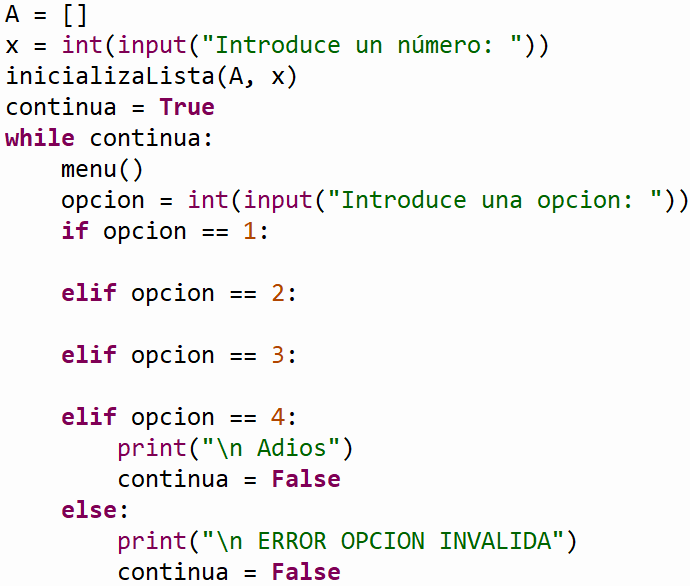 A = []
x = int(input("Introduce un número: "))
inicializaLista(A, x)
continua = True
while continua:
    menu()
    opcion = int(input("Introduce una opcion: "))
    if opcion == 1:
    elif opcion == 2:
    elif opcion == 3:
    elif opcion == 4:
        print("\n Adios")
        continua = False
    else:
        print("\n ERROR OPCION INVALIDA")
        continua = False